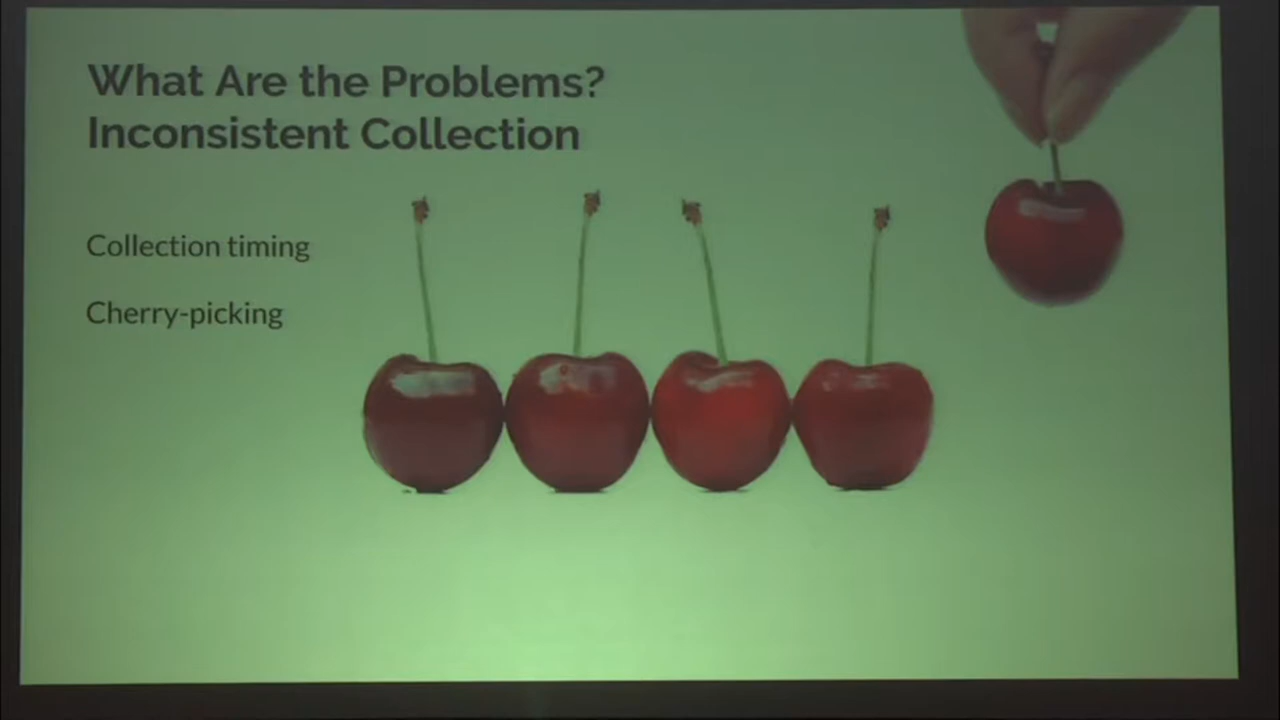 What Are the Problems?
Inconsistent Collection
Collection timing
Cherry-picking